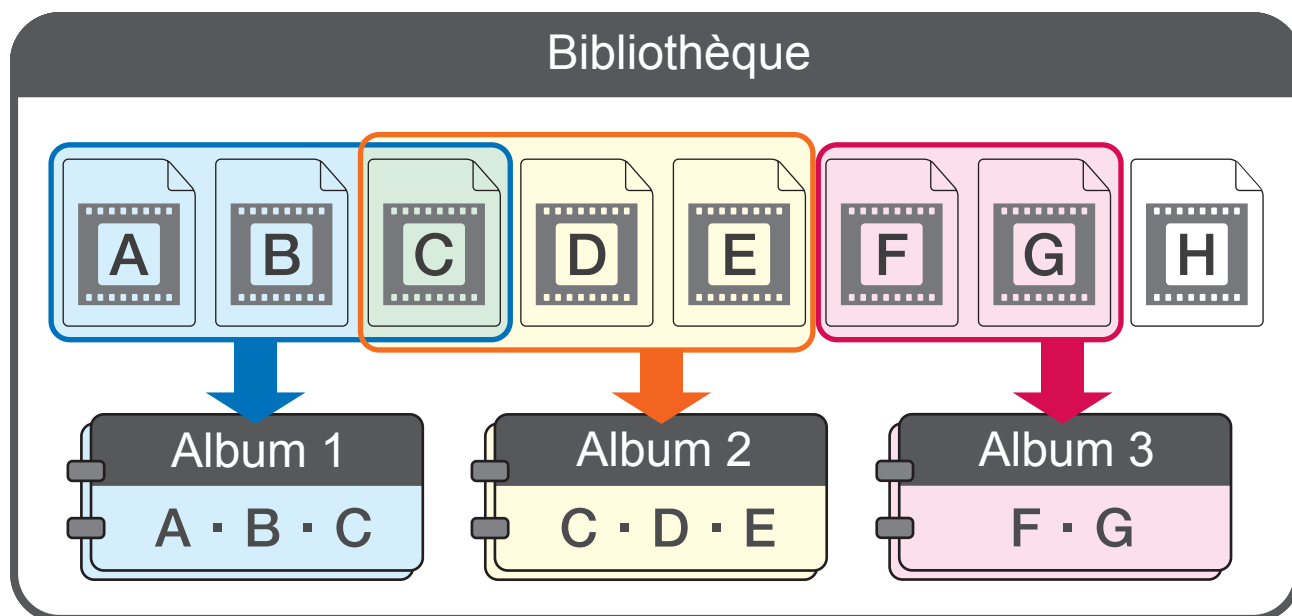 Bibliothèque
A B C D E F G H
Album 1 Album 2 Album 3
A · B · C C · D · E F · G